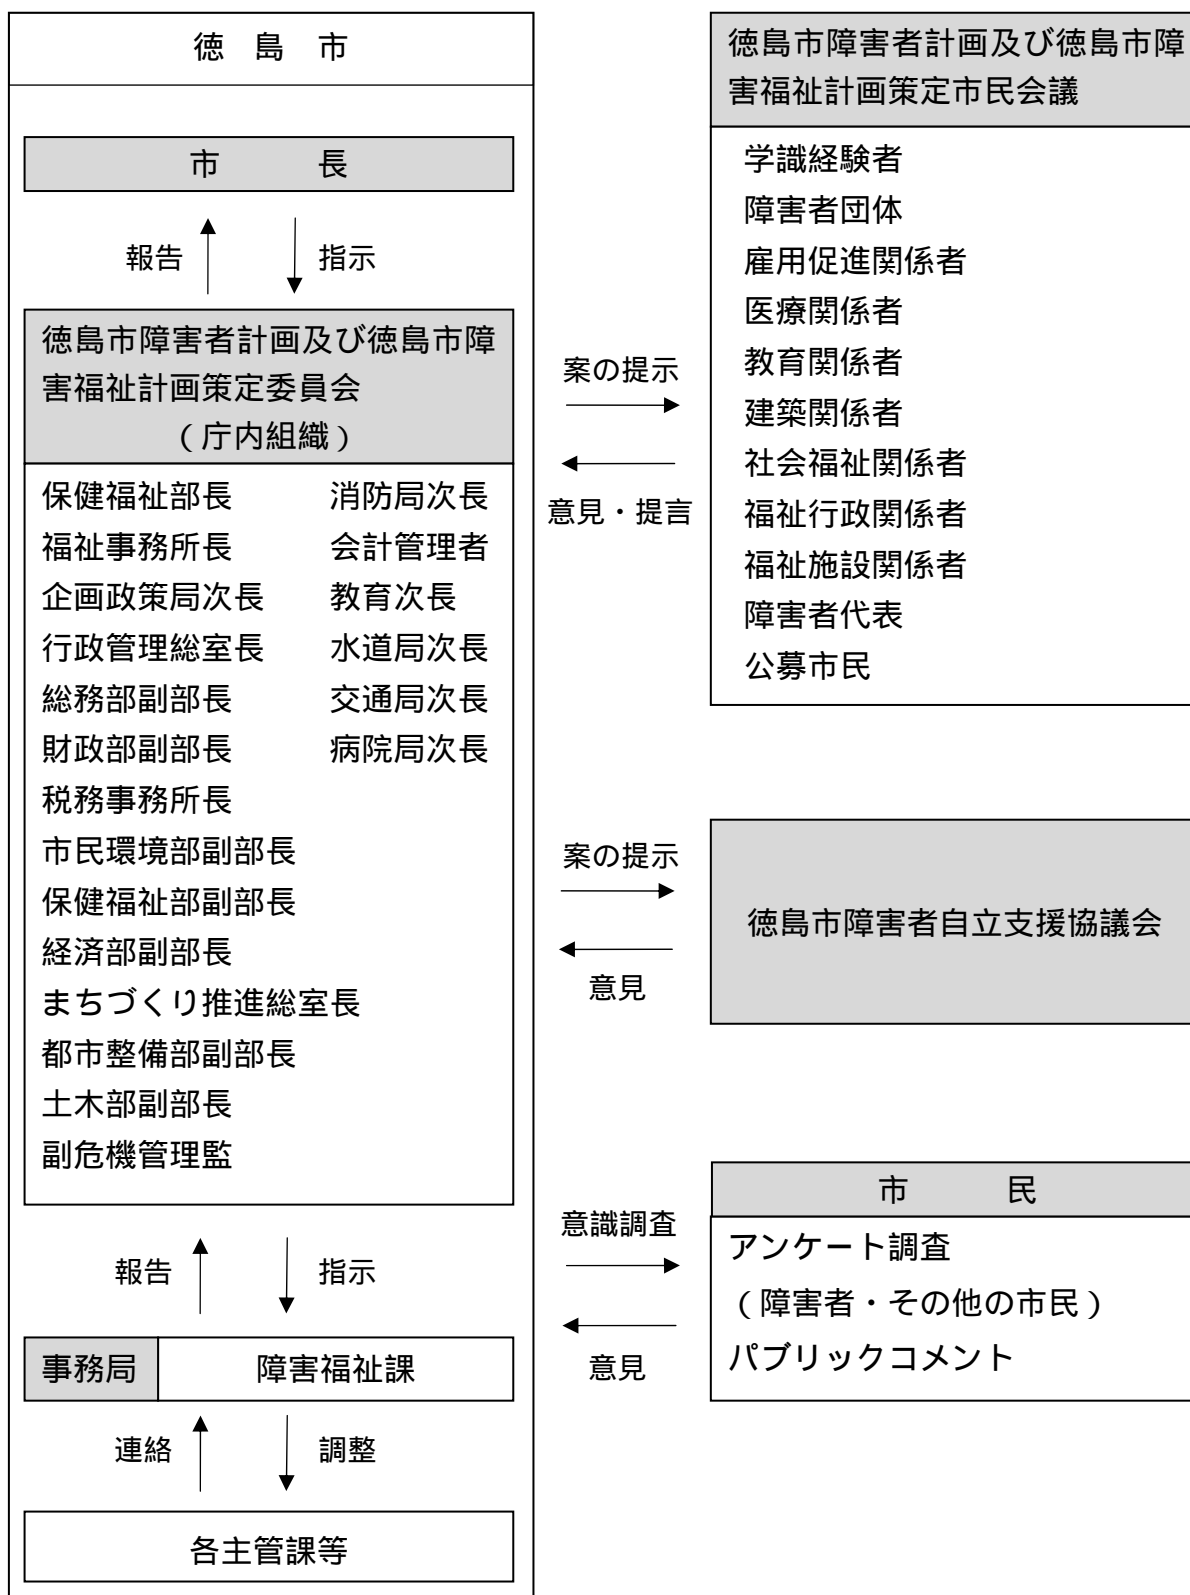 徳 島 市
市 長
報告
指示
徳島市障害者計画及び徳島市障
害福祉計画策定委員会
（庁内組織）
保健福祉部長 消防局次長
福祉事務所長 会計管理者
企画政策局次長 教育次長
行政管理総室長 水道局次長
総務部副部長 交通局次長
財政部副部長 病院局次長
税務事務所長
市民環境部副部長
保健福祉部副部長
経済部副部長
まちづくり推進総室長
都市整備部副部長
土木部副部長
副危機管理監
報告
指示
事務局 障害福祉課
連絡
調整
各主管課等
案の提示
意見・提言
徳島市障害者計画及び徳島市障
害福祉計画策定市民会議
学識経験者
障害者団体
雇用促進関係者
医療関係者
教育関係者
建築関係者
社会福祉関係者
福祉行政関係者
福祉施設関係者
障害者代表
公募市民
案の提示
意見
徳島市障害者自立支援協議会
意識調査
意見
市 民
アンケート調査
（障害者・その他の市民）
パブリックコメント